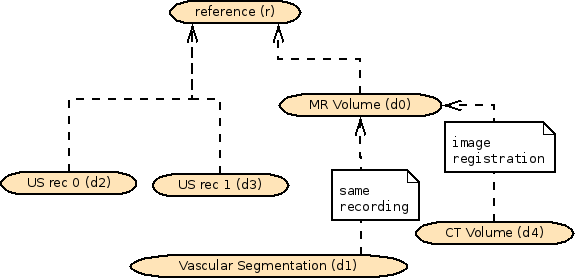 reference (r)
MR Volume (d0)
image
registration
US rec 0 (d2)
US rec 1 (d3)
same
recording
CT Volume (d4)
Vascular Segmentation (d1)